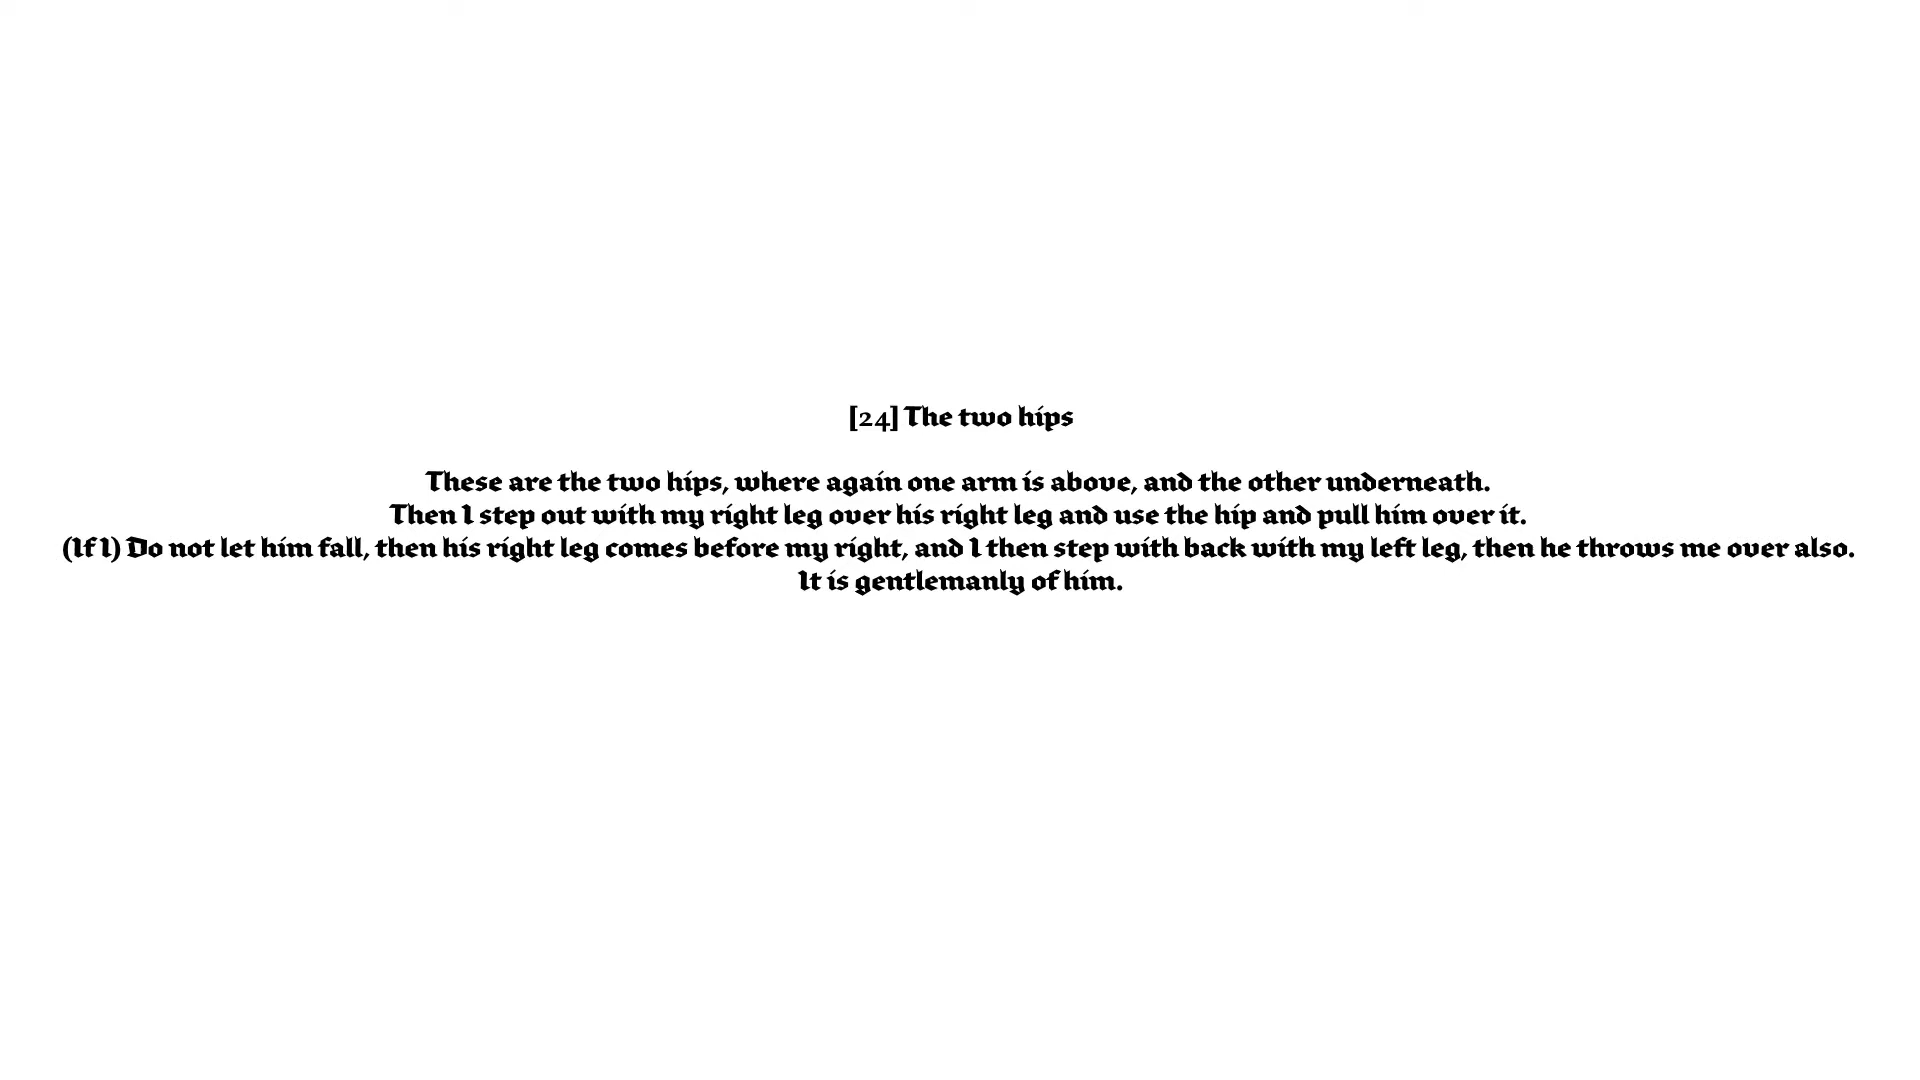 [24] The two hips
These are the two hips, where again one arm is above, and the other underneath.
Then I step out with my right leg over his right leg and use the hip and pull him over it.
(If I) Do not let him fall, then his right leg comes before my right, and I then step with back with my left leg, then he throws me over also.
It is gentlemanly of him.